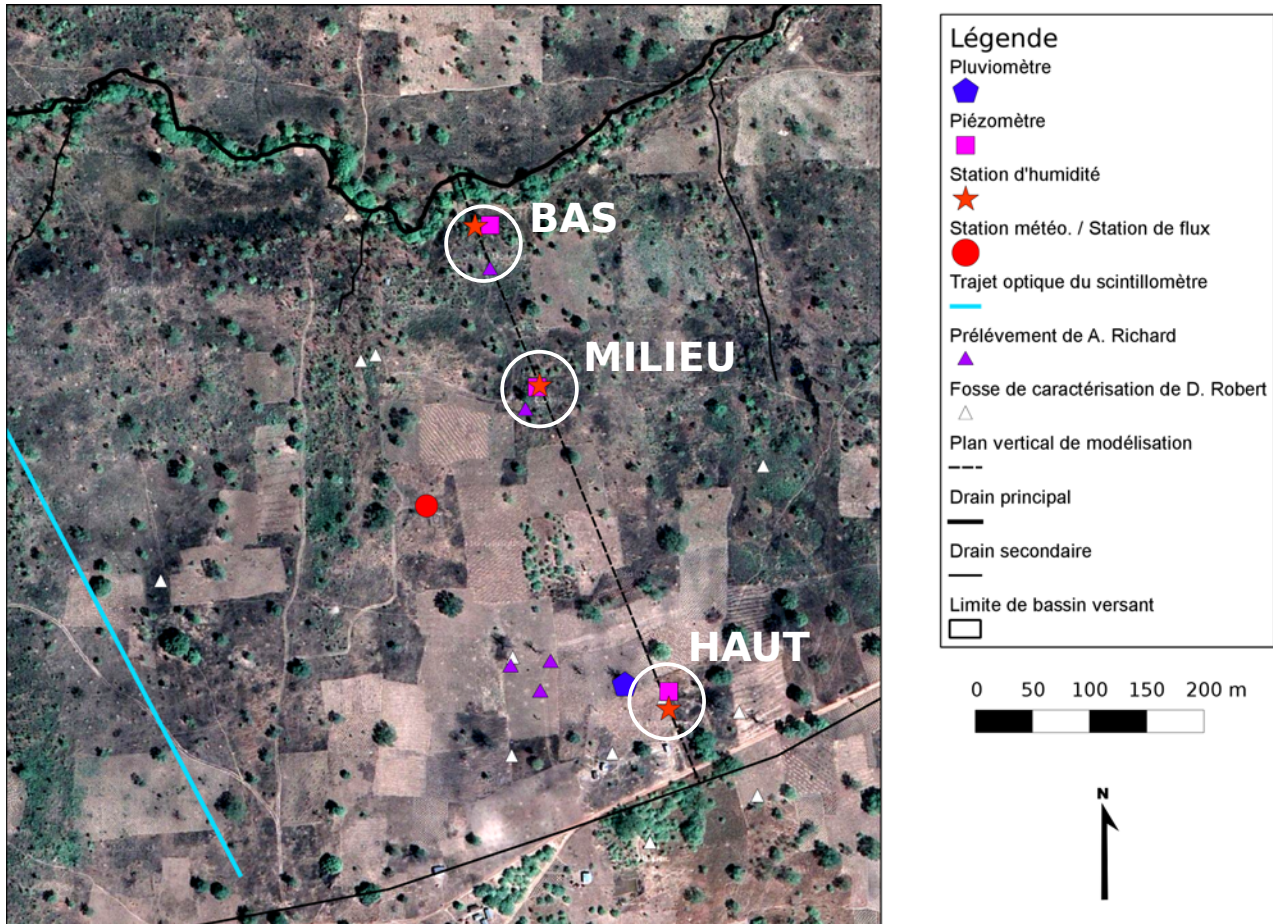 BAS
MILIEU
HAUT
Légende
Pluviomètre
Piézomètre
Station d'humidité
Station météo. / Station de flux
Trajet optique du scintillomètre
Prélévement de A. Richard
Fosse de caractérisation de D. Robert
Plan vertical de modélisation
Drain principal
Drain secondaire
Limite de bassin versant
0 50 100 150 200 m
N